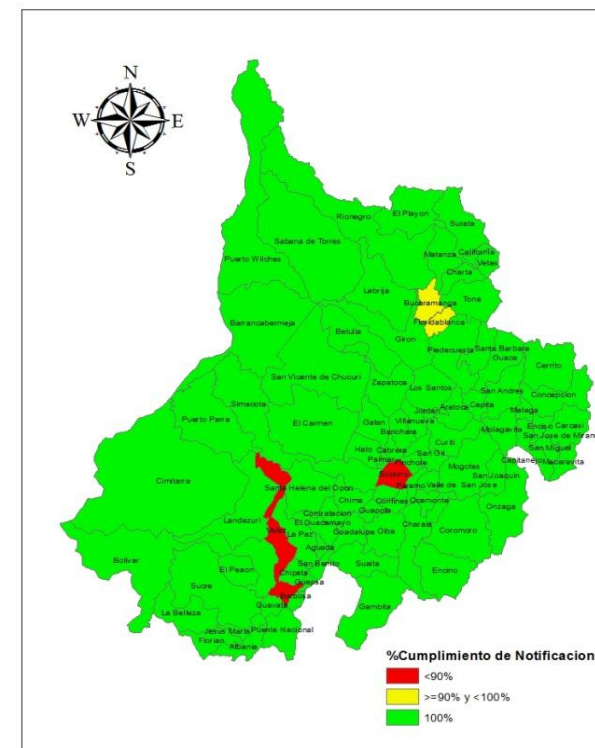 N
W E
S
El Playon
Rionegro
Surata
Sabana de Torres
Matanza
California
Vetas
Puerto Wilches
Charta
Lebrija
Bucaramanga
Tona
Barrancabermeja
Floridablanca
Betulia
Giron
Piedecuesta
Santa Barbara
Guaca
Cerrito
San Vicente de Chucuri
Zapatoca
Los Santos
San Andres
Concepcion
Simacota
Jordan
Aratoca
Cepita
Malaga
Puerto Parra
El Carmen
Galan
Villanueva
Barichara
Molagavita
Enciso
Carcasi
San Jose de Miran
Curiti
San Miguel
Hato
Cabrera
San Gil
Palmar
Pinchote
Mogotes
Capitanejo
Macaravita
Cimitarra
Santa Helena del Opon
Socorro
San Joaquin
Paramo
Valle de San Jose
Chima
Confines
Ocamonte
Onzaga
Contratacion
Guapota
Landazuri
El Guacamayo
Charala
Velez
La Paz
Guadalupe
Oiba
Coromoro
Aguada
Bolivar
San Benito
Suaita
El Peñon
Chipata
Encino
Sucre
Guepsa
Barbosa
Guavata
La Belleza
Gambita
Jesus Maria
Puente Nacional
Florian
Albania
%Cumplimiento de Notificacion
<90%
>=90% y <100%
100%